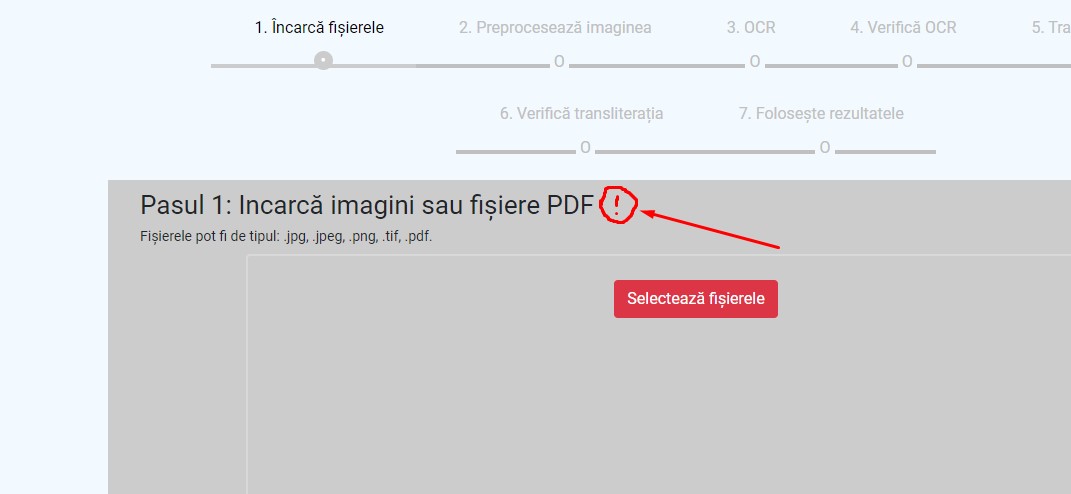 1. Încarcă fișierele 2. Preprocesează imaginea 3. OCR 4. Verifică OCR 5. Tra
6. Verifică transliterația 7. Folosește rezultatele
Pasul 1: Incarcă imagini sau fișiere PDF !
Fișierele pot fi de tipul: .jpg, .jpeg, .png, .tif, .pdf.
Selectează fișierele